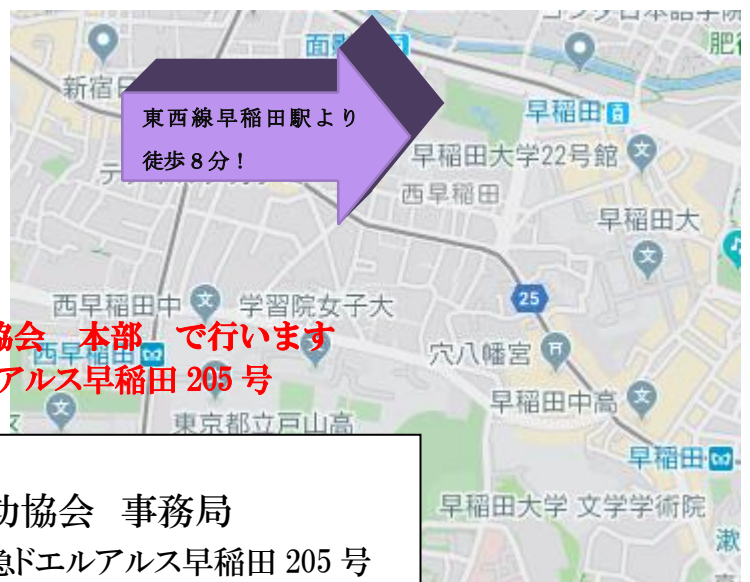 面影
肥後
新宿
東西線早稲田駅より
徒歩８分！
早稲田
早稲田大学22号館
西早稲田
早稲田大
25
西早稲田中
学習院女子大
協会　本部　で行います
西早稲田
アルス早稲田 205 号
穴八幡宮
早稲田中高
東京都立戸山高
早稲田
協会　事務局
急ドエルアルス早稲田 205 号
早稲田大学 文学学術院
漱